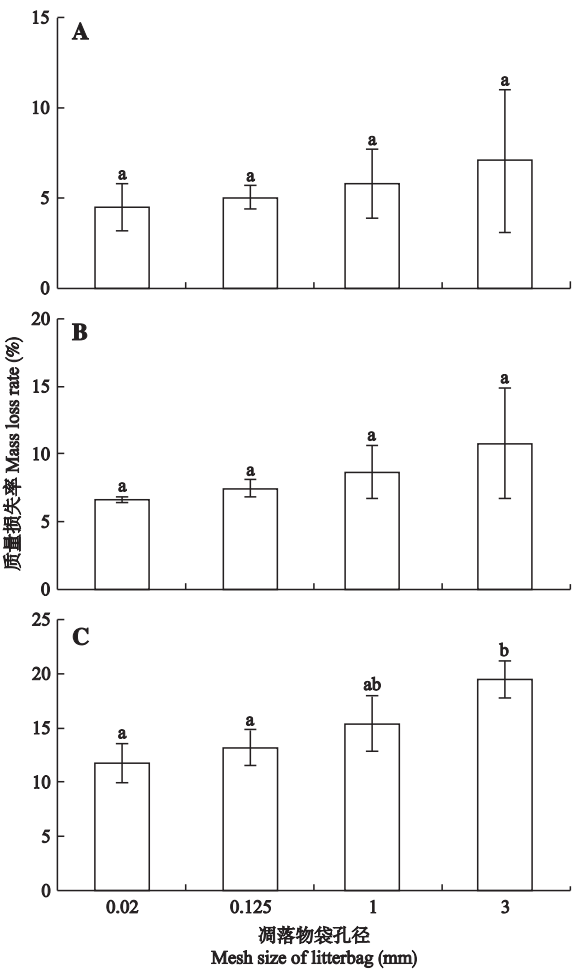 15
A
a
a
a
a
10
5
0
20
B
a
a
a
a
15
10
5
0
质量损失率 Mass loss rate (%)
25
C
a
a
ab
b
20
15
10
5
0
0.02 0.125 1 3
凋落物袋孔径
Mesh size of litterbag (mm)